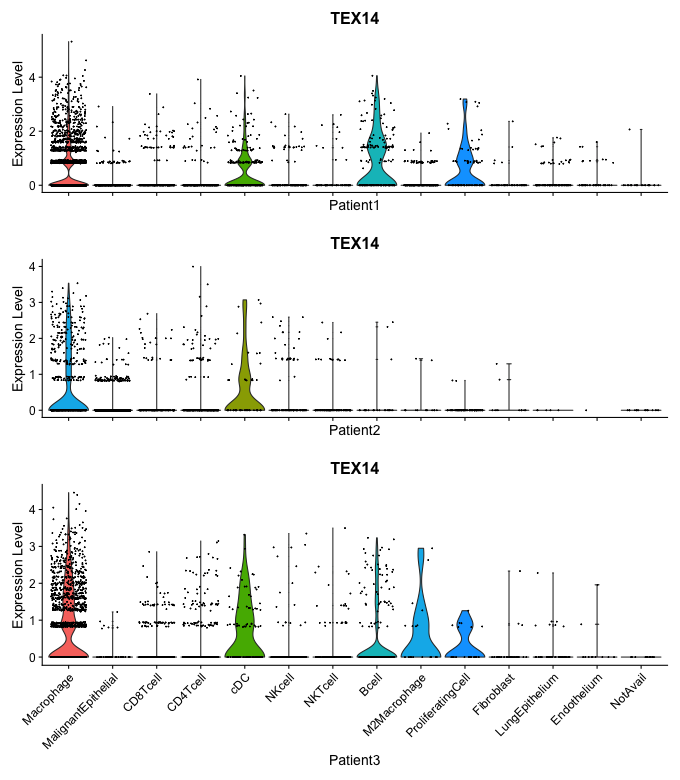 TEX14
Expression Level
4
2
0
Patient1
TEX14
Expression Level
4
3
2
1
0
Patient2
TEX14
Expression Level
4
3
2
1
0
Macrophage
MalignantEpithelial
CD8Tcell
CD4Tcell
cDC
NKcell
NKTcell
Bcell
M2Macrophage
ProliferatingCell
Fibroblast
LungEpithelium
Endothelium
NotAvail
Patient3